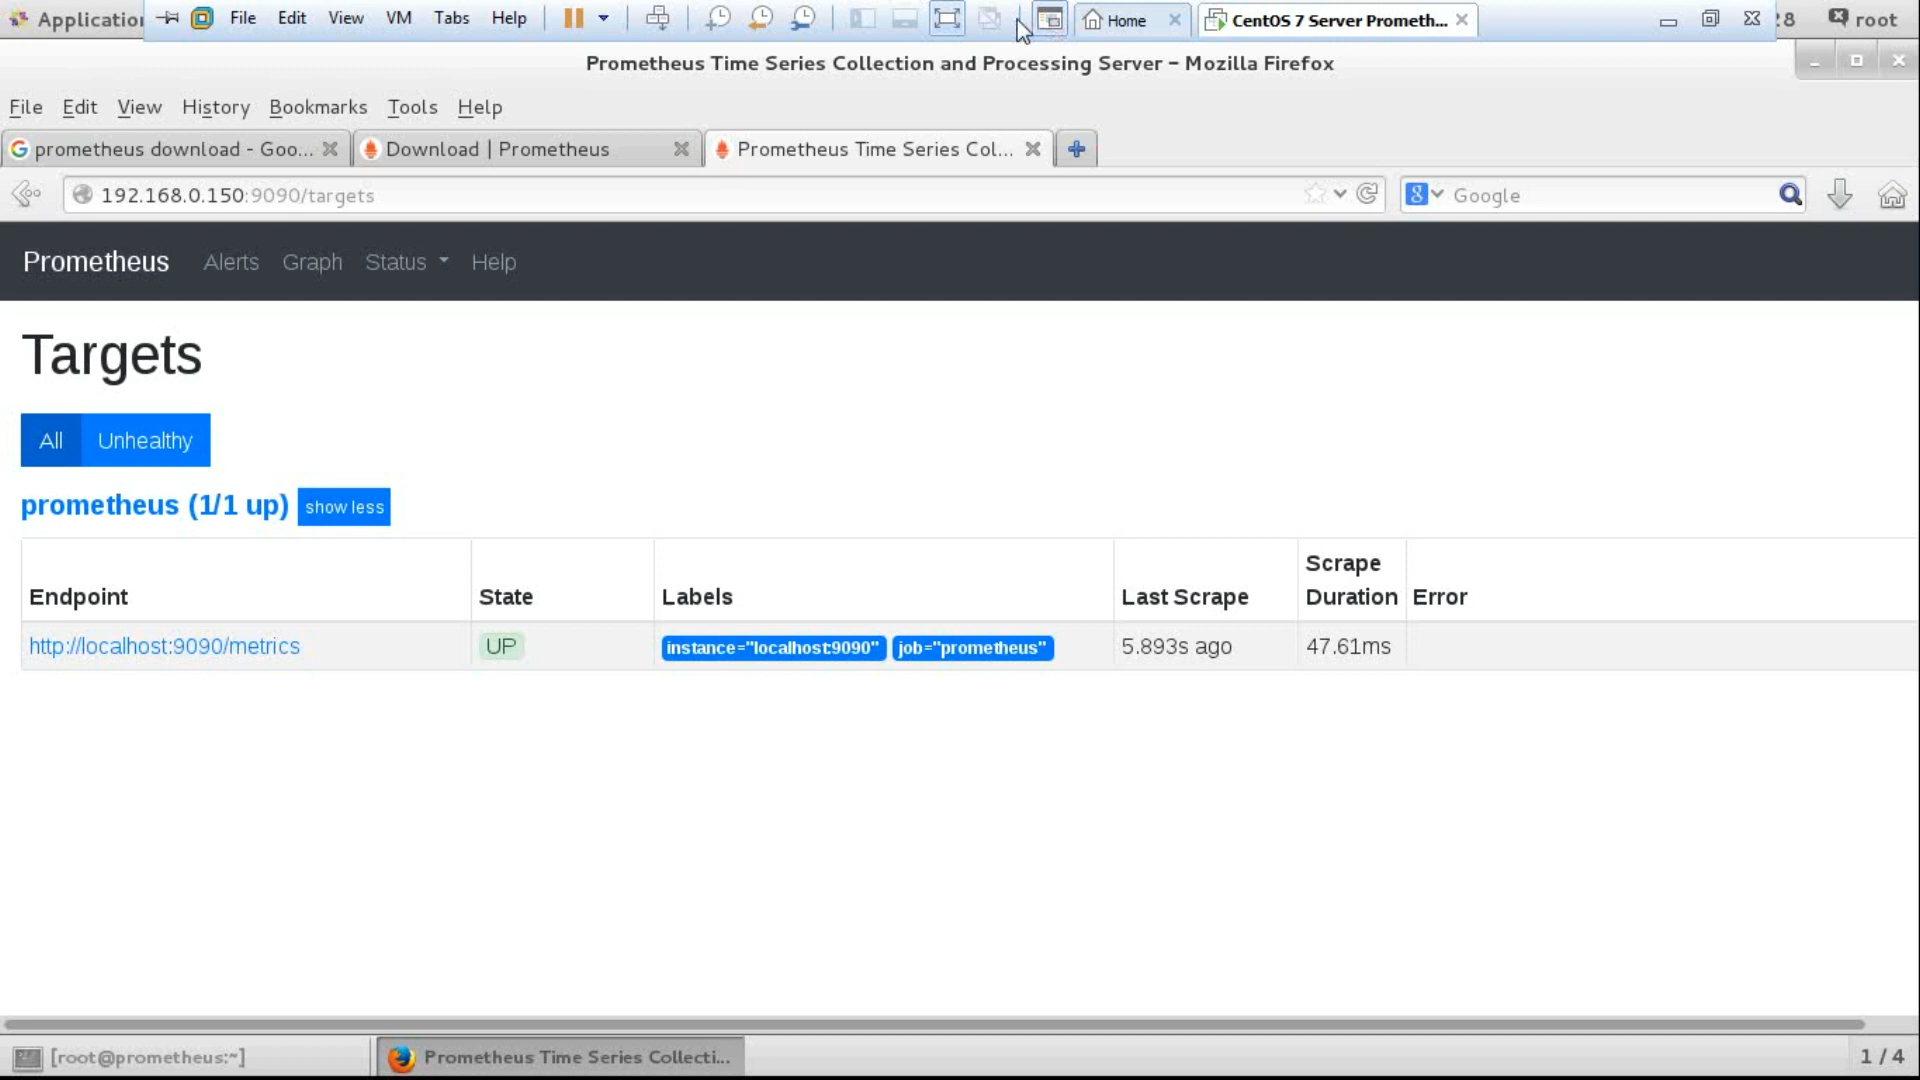 Application File Edit View VM Tabs Help Home CentOS 7 Server Prometh... :8 root
Prometheus Time Series Collection and Processing Server – Mozilla Firefox
File Edit View History Bookmarks Tools Help
prometheus download - Goo... Download | Prometheus Prometheus Time Series Col...
192.168.0.150:9090/targets Google
Prometheus Alerts Graph Status Help
Targets
All Unhealthy
prometheus (1/1 up) show less
Endpoint State Labels Last Scrape Scrape Duration Error
http://localhost:9090/metrics UP instance="localhost:9090" job="prometheus" 5.893s ago 47.61ms
[root@prometheus:~] Prometheus Time Series Collecti... 1 / 4